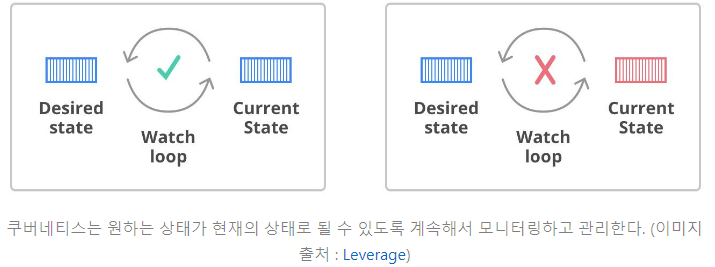 Desired
state
Watch
loop
Current
State
Desired
state
Watch
loop
Current
State
쿠버네티스는 원하는 상태가 현재의 상태로 될 수 있도록 계속해서 모니터링하고 관리한다. (이미지
출처 : Leverage)